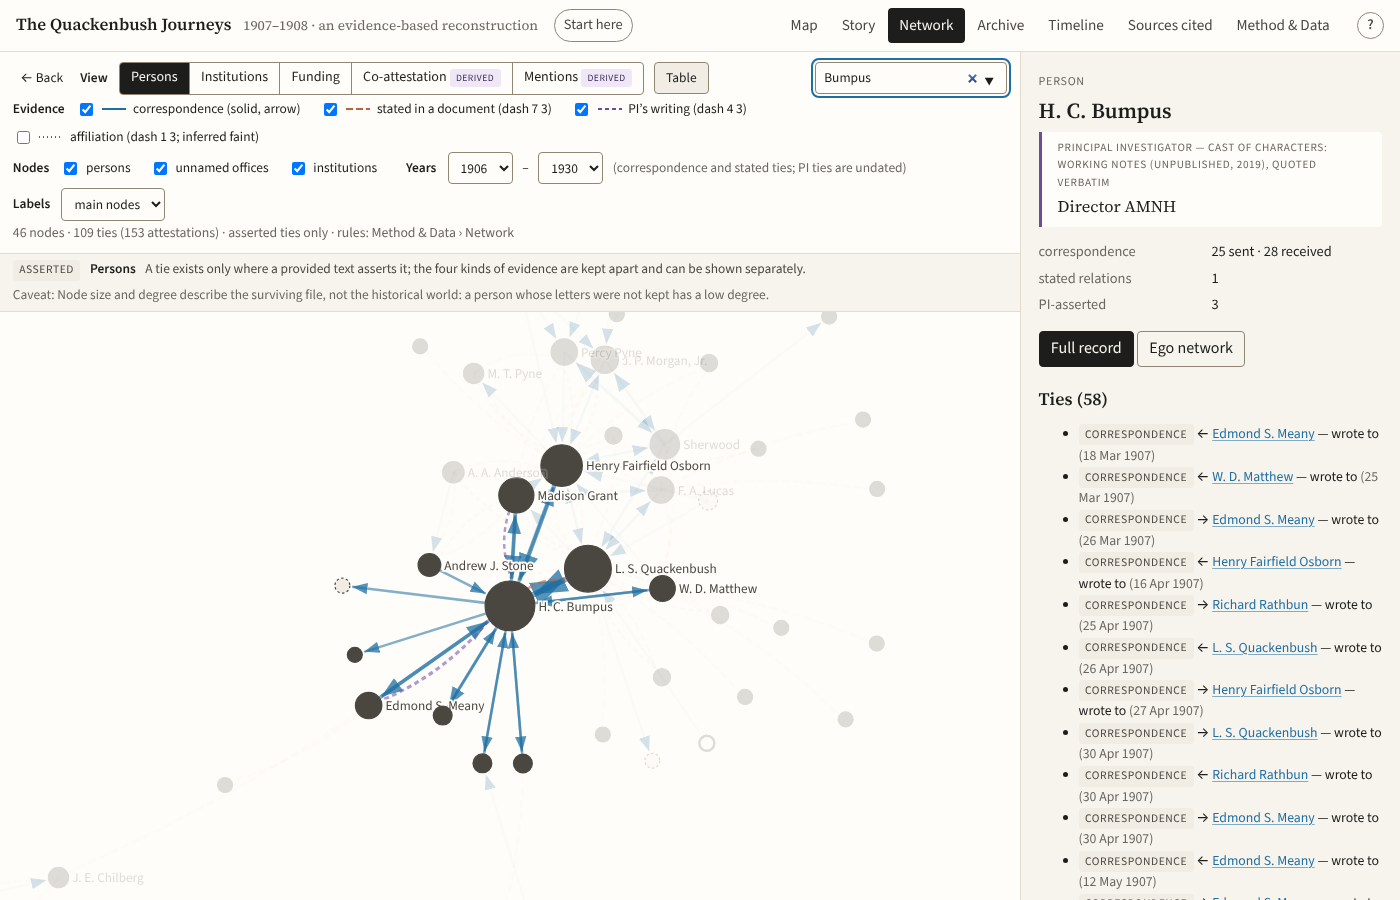 The Quackenbush Journeys 1907–1908 · an evidence-based reconstruction Start here Map Story Network Archive Timeline Sources cited Method & Data ?
← Back View Persons Institutions Funding Co-attestation DERIVED Mentions DERIVED Table Bumpus × ▼
Evidence correspondence (solid, arrow) stated in a document (dash 7 3) PI's writing (dash 4 3)
affiliation (dash 1 3; inferred faint)
Nodes persons unnamed offices institutions Years 1906 – 1930 (correspondence and stated ties; PI ties are undated)
Labels main nodes
46 nodes · 109 ties (153 attestations) · asserted ties only · rules: Method & Data › Network
ASSERTED Persons A tie exists only where a provided text asserts it; the four kinds of evidence are kept apart and can be shown separately.
Caveat: Node size and degree describe the surviving file, not the historical world: a person whose letters were not kept has a low degree.
Percy Pyne
J. P. Morgan, Jr.
M. T. Pyne
Sherwood
Henry Fairfield Osborn
A. A. Anderson
F. A. Lucas
Madison Grant
Andrew J. Stone
L. S. Quackenbush
W. D. Matthew
H. C. Bumpus
Edmond S. Meany
J. E. Chilberg
PERSON
H. C. Bumpus
PRINCIPAL INVESTIGATOR — CAST OF CHARACTERS:
WORKING NOTES (UNPUBLISHED, 2019), QUOTED
VERBATIM
Director AMNH
correspondence 25 sent · 28 received
stated relations 1
PI-asserted 3
Full record Ego network
Ties (58)
• CORRESPONDENCE ← Edmond S. Meany — wrote to
(18 Mar 1907)
• CORRESPONDENCE ← W. D. Matthew — wrote to (25
Mar 1907)
• CORRESPONDENCE → Edmond S. Meany — wrote to
(26 Mar 1907)
• CORRESPONDENCE ← Henry Fairfield Osborn —
wrote to (16 Apr 1907)
• CORRESPONDENCE → Richard Rathbun — wrote to
(25 Apr 1907)
• CORRESPONDENCE ← L. S. Quackenbush — wrote to
(26 Apr 1907)
• CORRESPONDENCE → Henry Fairfield Osborn —
wrote to (27 Apr 1907)
• CORRESPONDENCE → L. S. Quackenbush — wrote to
(30 Apr 1907)
• CORRESPONDENCE ← Richard Rathbun — wrote to
(30 Apr 1907)
• CORRESPONDENCE → Edmond S. Meany — wrote to
(30 Apr 1907)
• CORRESPONDENCE ← Edmond S. Meany — wrote to
(12 May 1907)